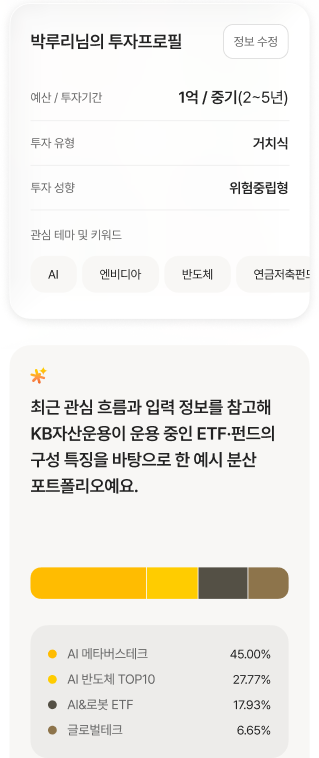 박루리님의 투자프로필
정보 수정
예산 / 투자기간
1억 / 중기(2~5년)
투자 유형
거치식
투자 성향
위험중립형
관심 테마 및 키워드
AI
엔비디아
반도체
연금저축펀드
최근 관심 흐름과 입력 정보를 참고해
KB자산운용이 운용 중인 ETF·펀드의
구성 특징을 바탕으로 한 예시 분산
포트폴리오예요.
AI 메타버스테크
45.00%
AI 반도체 TOP10
27.77%
AI&로봇 ETF
17.93%
글로벌테크
6.65%